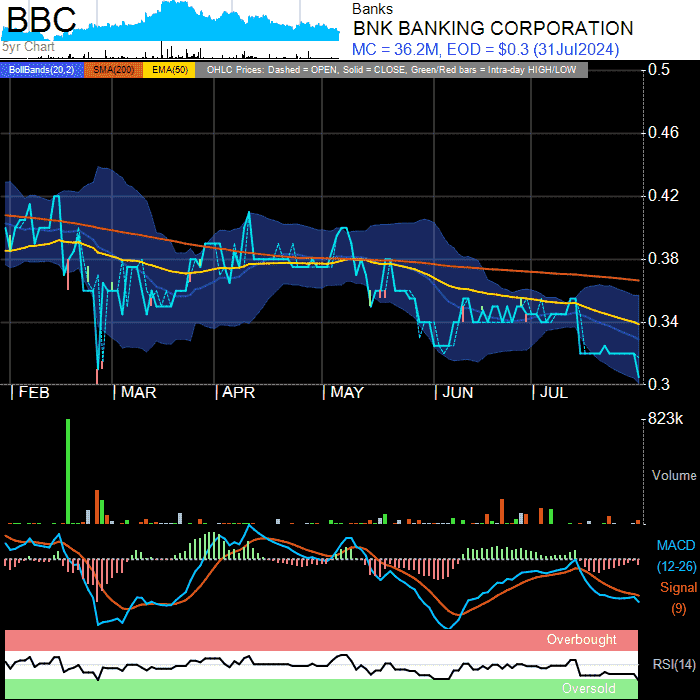 BBC
5yr Chart
Banks
BNK BANKING CORPORATION
MC = 36.2M, EOD = $0.3 (31Jul2024)
BollBands(20,2) SMA(200) EMA(50) OHLC Prices: Dashed = OPEN, Solid = CLOSE, Green/Red bars = Intra-day HIGH/LOW
0.5
0.46
0.42
0.38
0.34
0.3
FEB MAR APR MAY JUN JUL
823k
Volume
MACD
(12-26)
Signal
(9)
Overbought
RSI(14)
Oversold